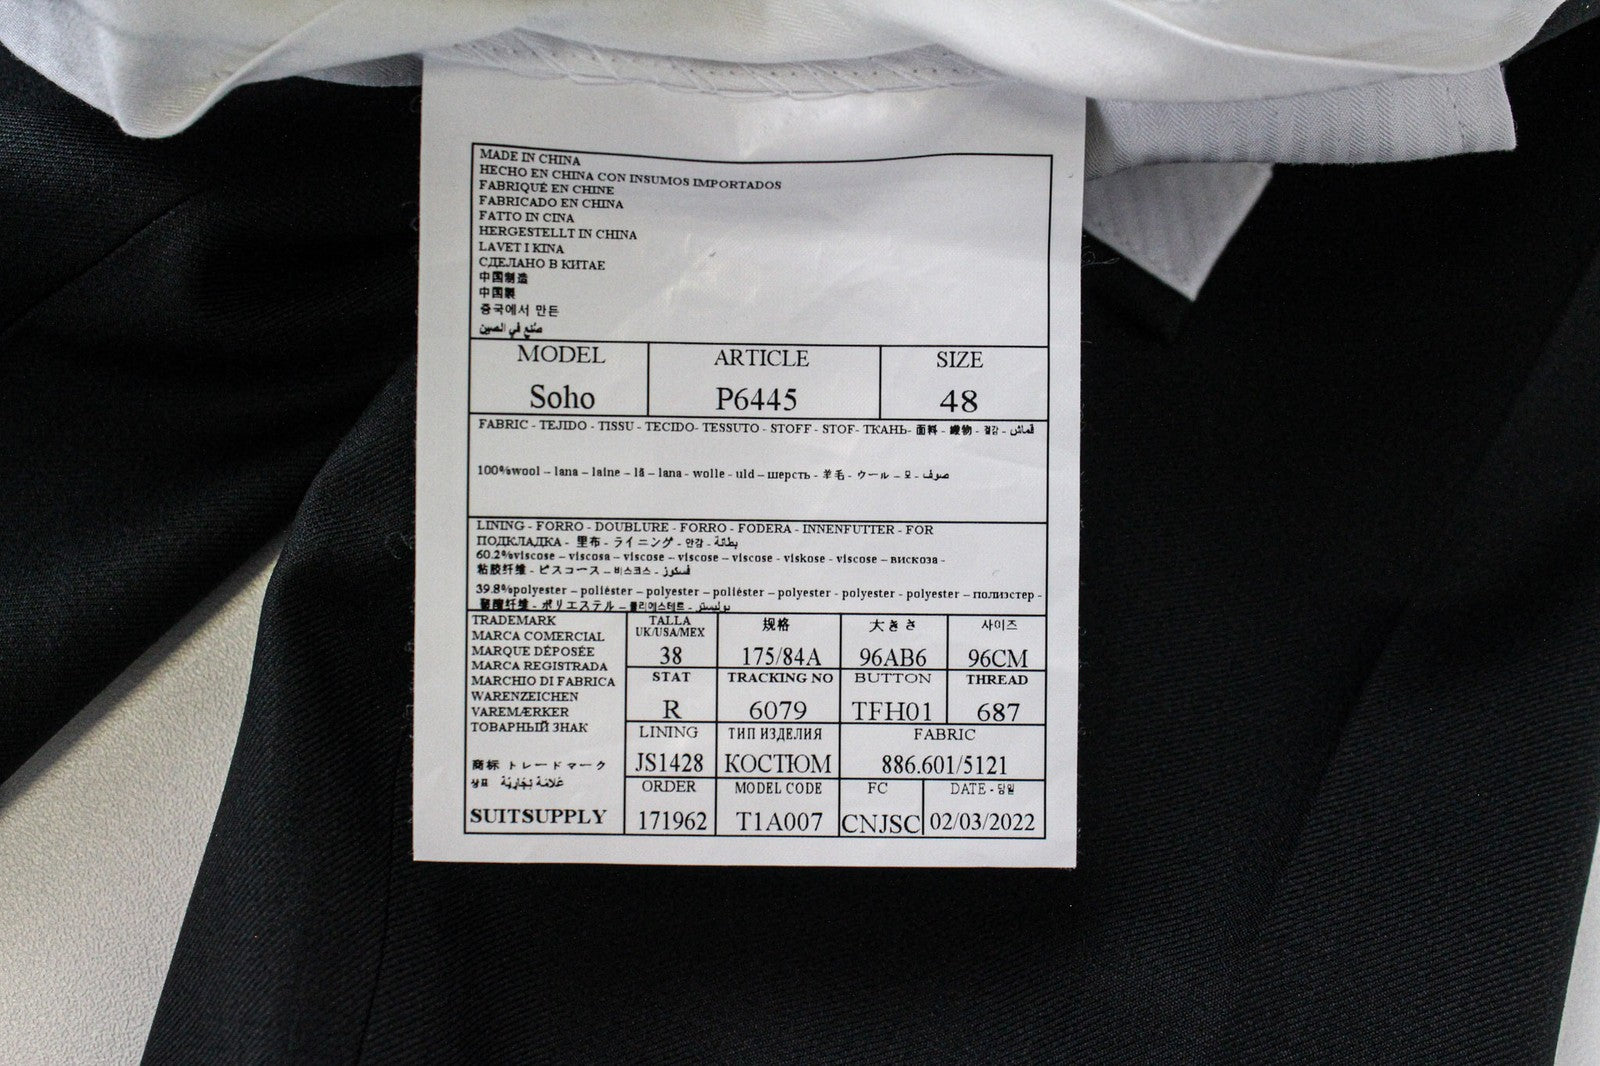 MADE IN CHINA
HECHO EN CHINA CON INSUMOS IMPORTADOS
FABRIQUÉ EN CHINE
FABRICADO EN CHINA
FATTO IN CINA
HERGESTELLT IN CHINA
LAVET I KINA
СДЕЛАНО В КИТАЕ
中国制造
中国製
중국에서 만든
صُنع في الصين
MODEL ARTICLE SIZE
Soho P6445 48
FABRIC - TEJIDO - TISSU - TECIDO- TESSUTO - STOFF - STOF- ТКАНЬ- 面料 - 織物 - 옷감 - قماش
100%wool – lana – laine – lã – lana - wolle - uld – шерсть - 羊毛 - ウール – 모 - صوف
LINING - FORRO - DOUBLURE - FORRO - FODERA - INNENFUTTER - FOR
ПОДКЛАДКА - 里布 - ライニング - 안감 - بطانة
60.2%viscose – viscosa – viscose – viscose – viscose - viskose - viscose – вискоза -
粘胶纤维 - ビスコース – 비스코스 - فسكوز
39.8%polyester – poliéster – polyester – poliéster – polyester - polyester - polyester – полиэстер -
聚酯纤维 - ポリエステル – 폴리에스테르 - بوليستر
TRADEMARK
MARCA COMERCIAL
MARQUE DÉPOSÉE
MARCA REGISTRADA
MARCHIO DI FABRICA
WARENZEICHEN
VAREMÆRKER
ТОВАРНЫЙ ЗНАК
商标 トレードマーク
상표 علامة تجارية
SUITSUPPLY
TALLA UK/USA/MEX 规格 大きさ 사이즈
38 175/84A 96AB6 96CM
STAT TRACKING NO BUTTON THREAD
R 6079 TFH01 687
LINING ТИП ИЗДЕЛИЯ FABRIC
JS1428 КОСТЮМ 886.601/5121
ORDER MODEL CODE FC DATE -
171962 T1A007 CNJSC 02/03/2022